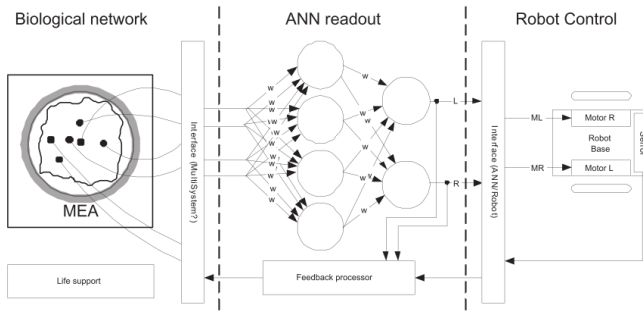 Biological network
ANN readout
Robot Control
MEA
Life support
Interface (MultiSystem?)
w
w
w
w
w
w
w
w
w
w
w
w
L
R
Feedback processor
Interface (ANN/Robot)
ML
MR
Motor R
Robot
Base
Motor L